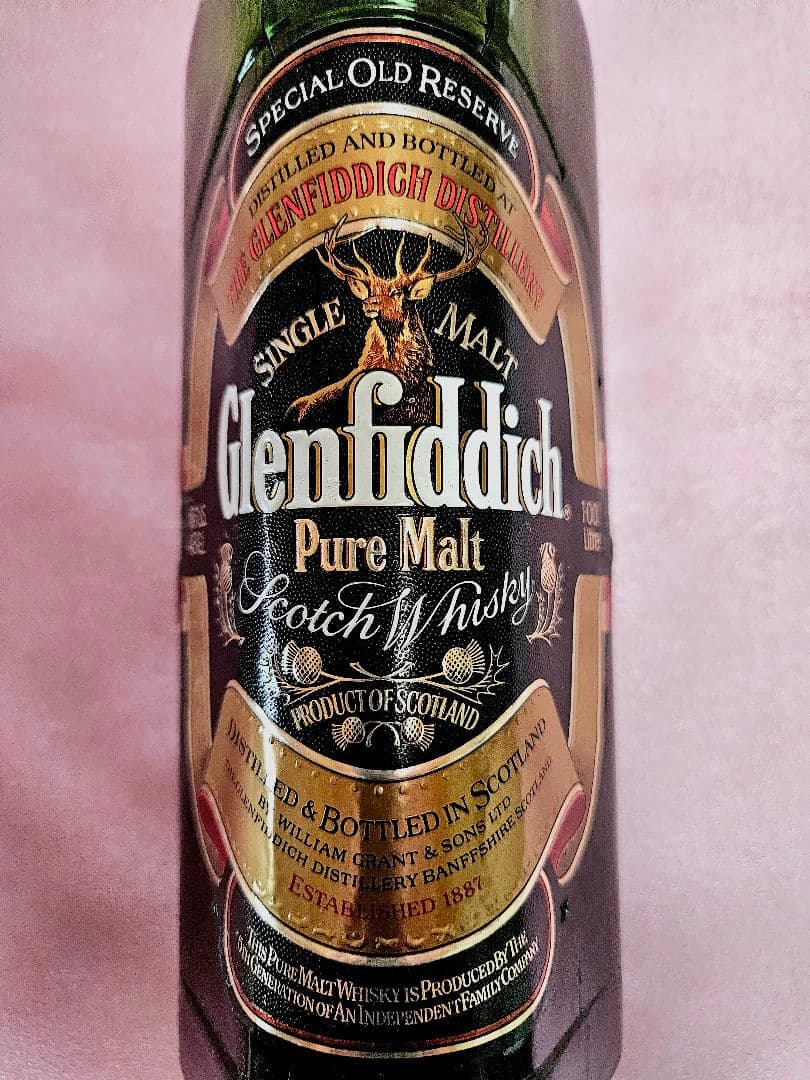 SPECIAL OLD RESERVE
DISTILLED AND BOTTLED AT
THE GLENFIDDICH DISTILLERY
SINGLE MALT
Glenfiddich
Pure Malt
Scotch Whisky
PRODUCT OF SCOTLAND
DISTILLED & BOTTLED IN SCOTLAND
BY WILLIAM GRANT & SONS LTD
THE GLENFIDDICH DISTILLERY BANFFSHIRE SCOTLAND
ESTABLISHED 1887
THIS PURE MALT WHISKY IS PRODUCED BY THE
GENERATION OF AN INDEPENDENT FAMILY COMPANY